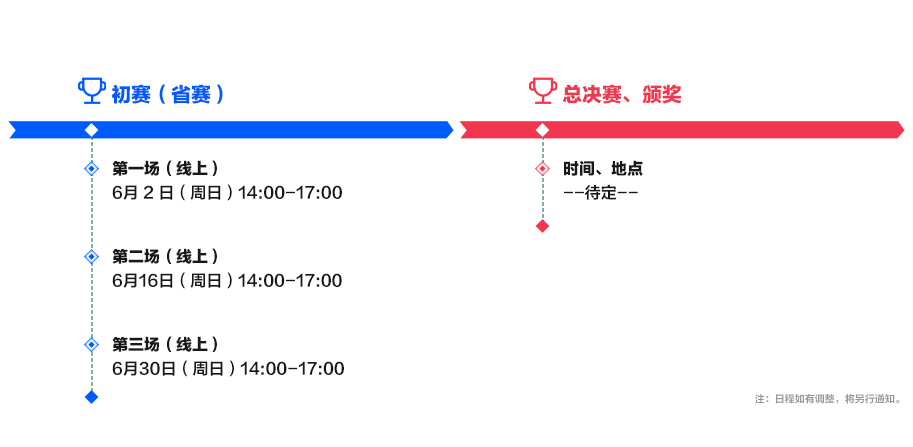 初赛（省赛）
第一场（线上）
6月 2 日（周日）14:00-17:00
第二场（线上）
6月16日（周日）14:00-17:00
第三场（线上）
6月30日（周日）14:00-17:00
总决赛、颁奖
时间、地点
--待定--
注：日程如有调整，将另行通知。